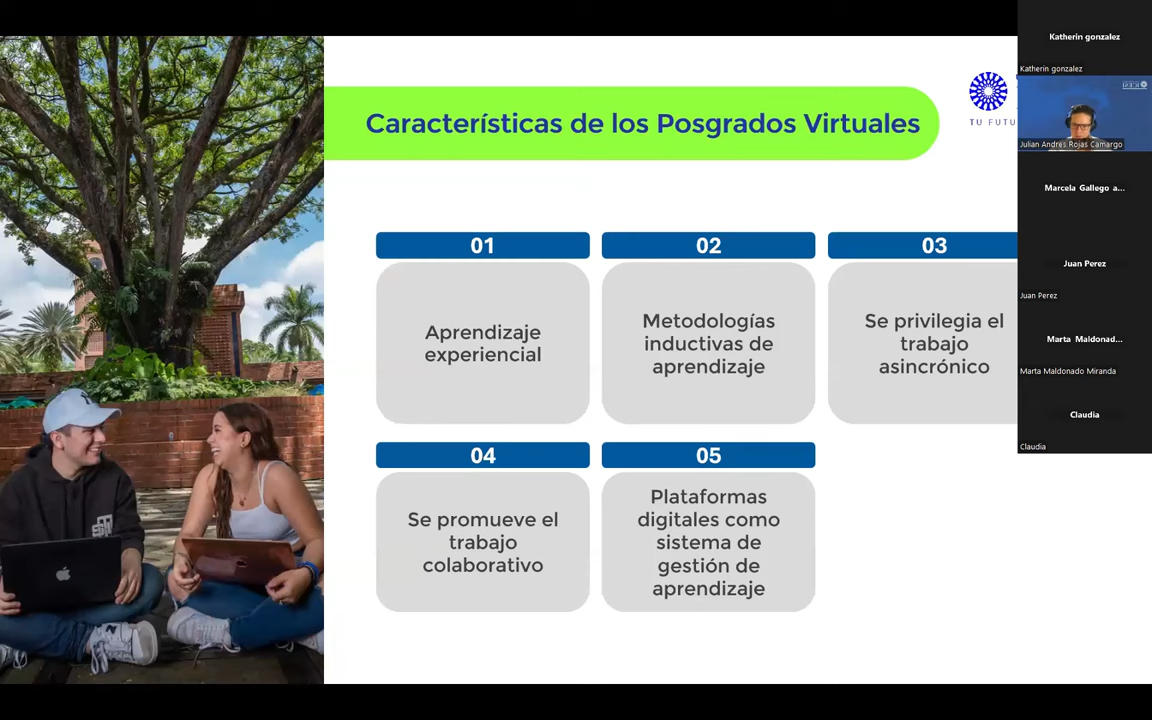 Características de los Posgrados Virtuales
TU FUTU
01
Aprendizaje
experiencial
02
Metodologías
inductivas de
aprendizaje
03
Se privilegia el
trabajo
asincrónico
04
Se promueve el
trabajo
colaborativo
05
Plataformas
digitales como
sistema de
gestión de
aprendizaje
Katherin gonzalez
Katherin gonzalez
Julian Andres Rojas Camargo
Marcela Gallego a...
Juan Perez
Juan Perez
Marta Maldonad...
Marta Maldonado Miranda
Claudia
Claudia